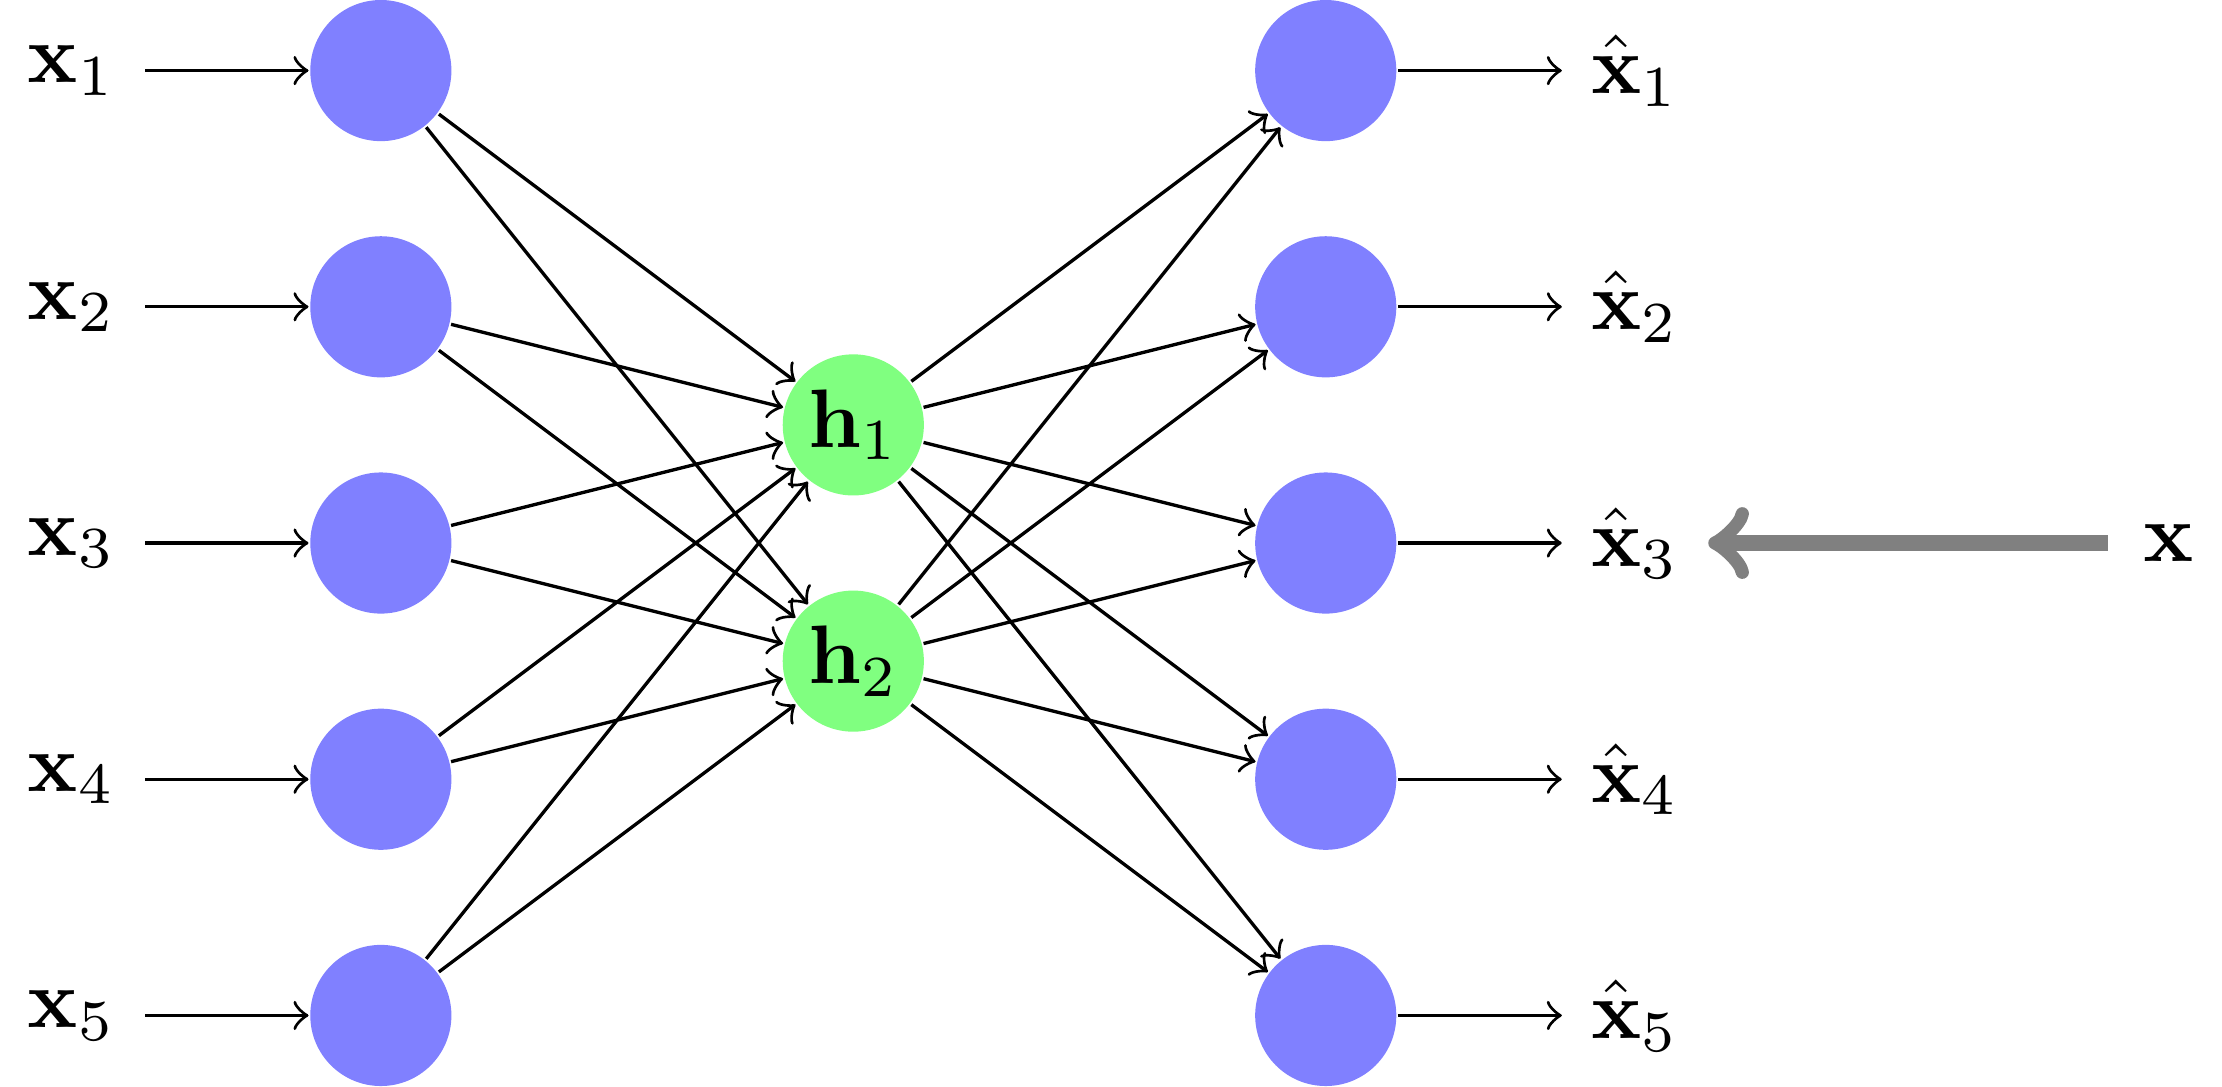 x₁ x̂₁
x₂ h₁ x̂₂
x₃ x̂₃ x
x₄ h₂ x̂₄
x₅ x̂₅